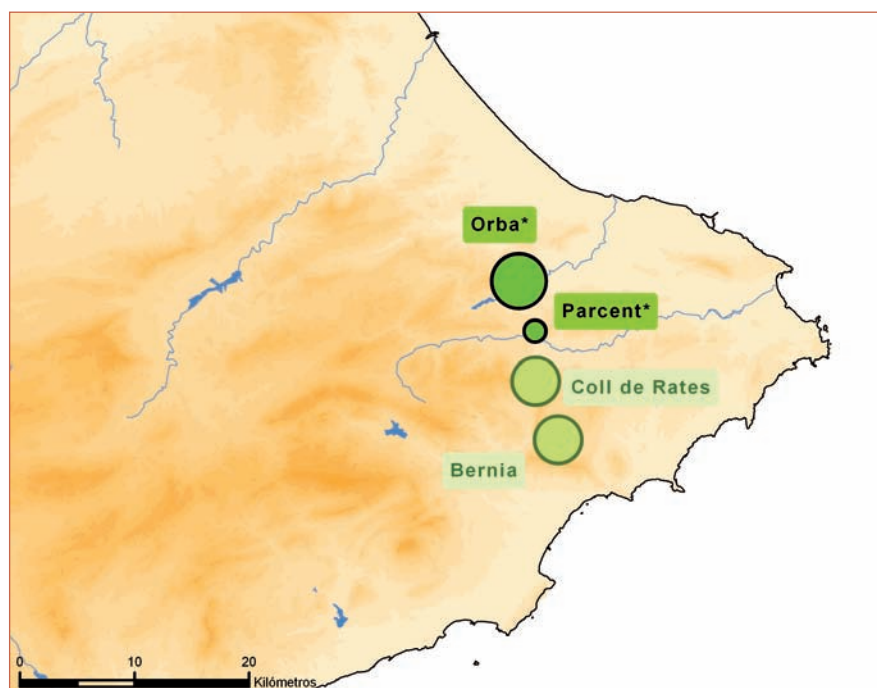 Orba*
Parcent*
Coll de Rates
Bernia
0 10 20
Kilómetros